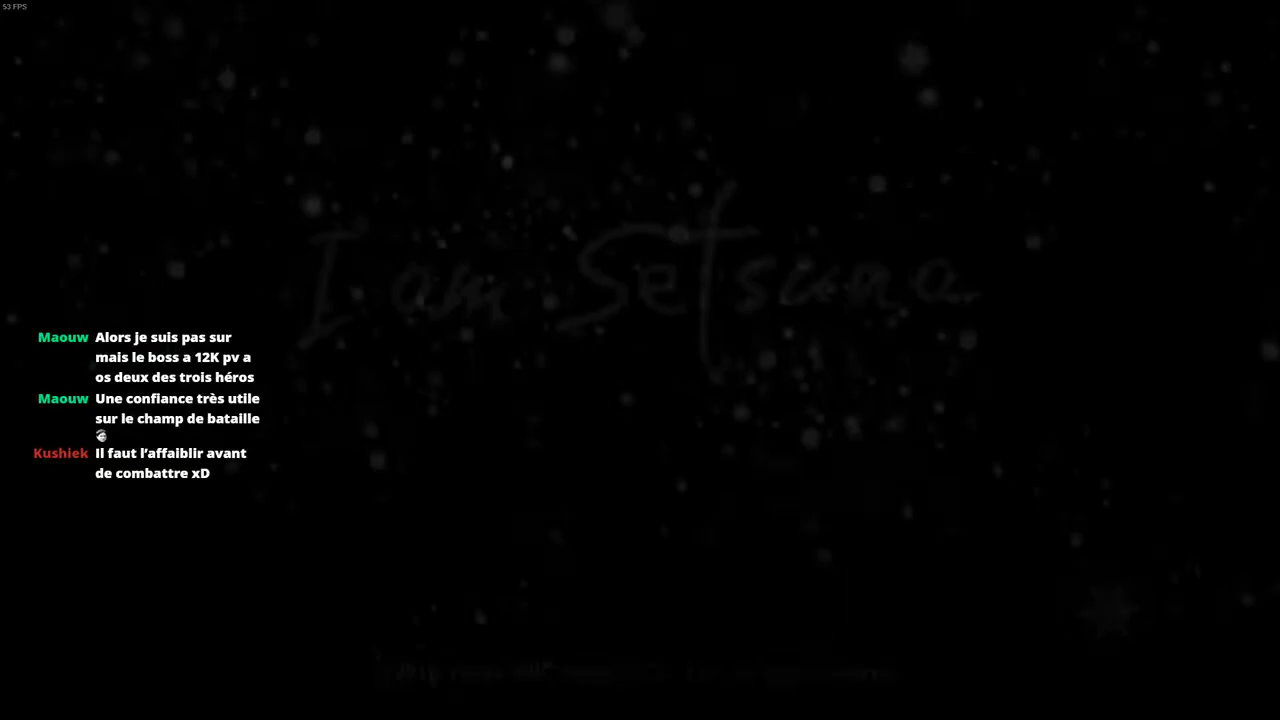 53 FPS
I am Setsuna
Maouw Alors je suis pas sur
mais le boss a 12K pv a
os deux des trois héros
Maouw Une confiance très utile
sur le champ de bataille
Kushiek Il faut l’affaiblir avant
de combattre xD